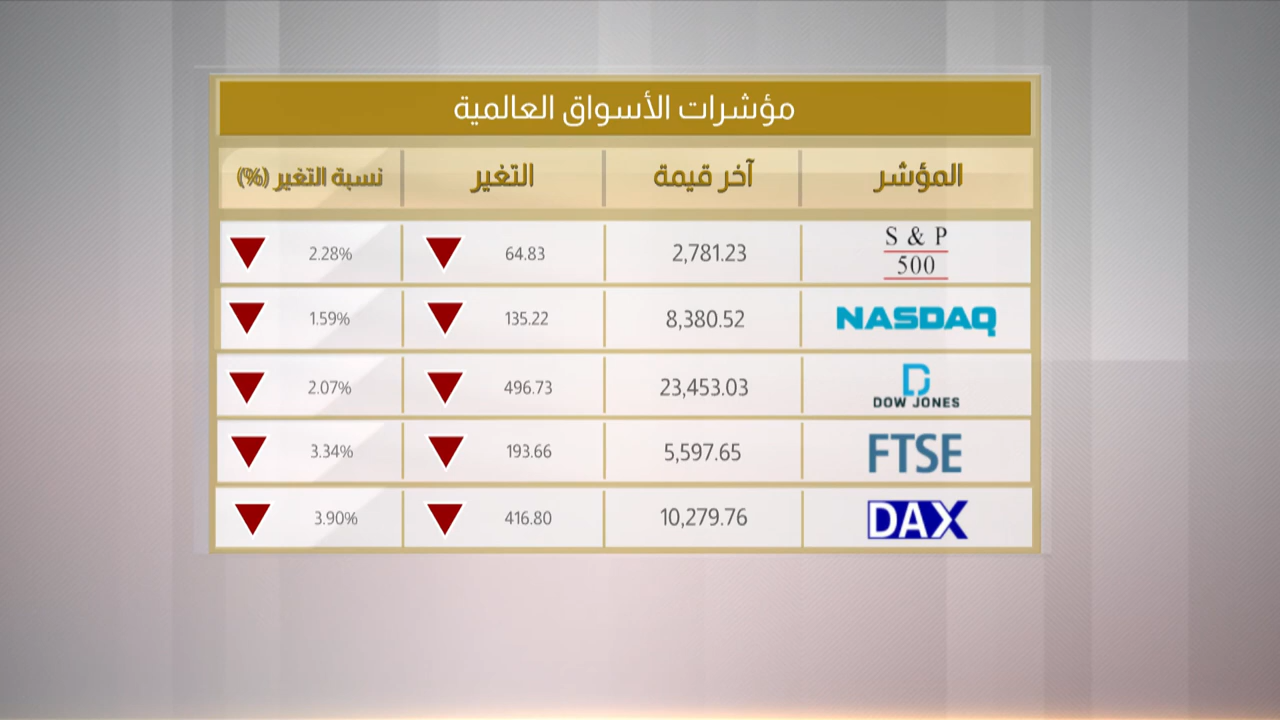 مؤشرات الأسواق العالمية
المؤشر آخر قيمة التغير نسبة التغير (%)
S & P 500 2,781.23 64.83 2.28%
NASDAQ 8,380.52 135.22 1.59%
DOW JONES 23,453.03 496.73 2.07%
FTSE 5,597.65 193.66 3.34%
DAX 10,279.76 416.80 3.90%